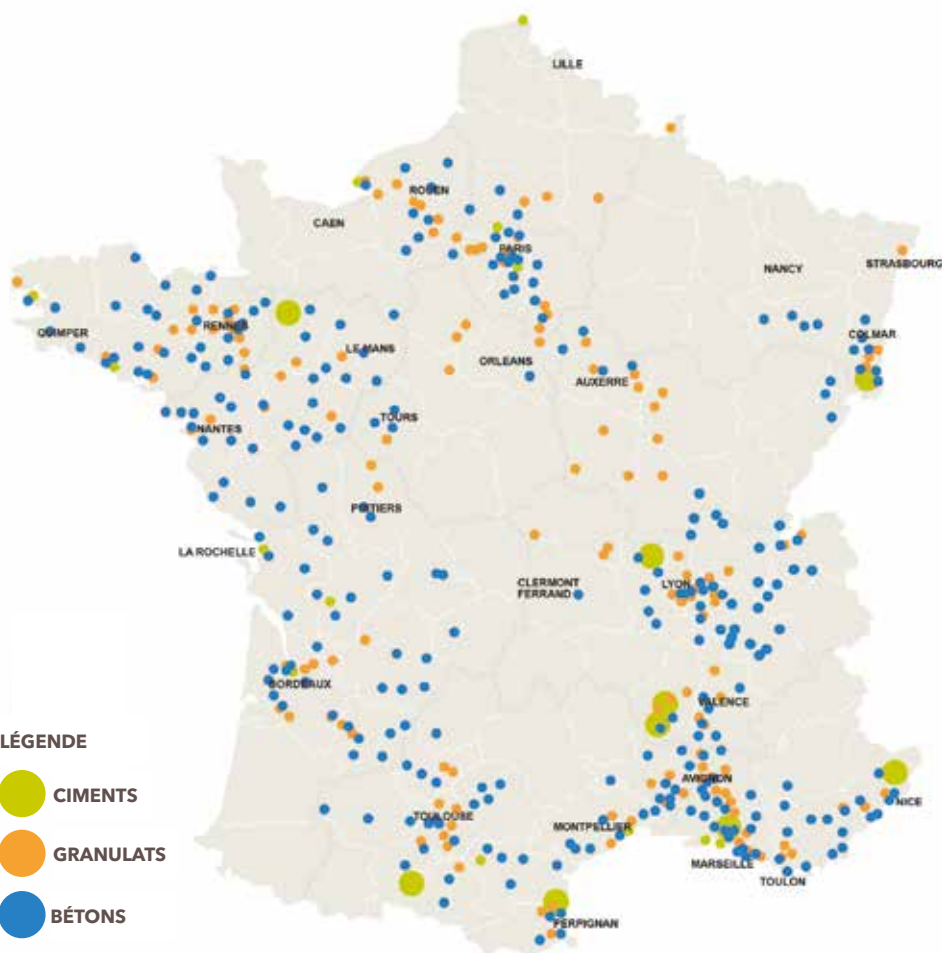 LILLE
ROUEN
CAEN
PARIS
NANCY
STRASBOURG
QUIMPER
RENNES
LE MANS
COLMAR
ORLEANS
AUXERRE
NANTES
TOURS
POITIERS
LA ROCHELLE
CLERMONT
FERRAND
LYON
BORDEAUX
VALENCE
LÉGENDE
CIMENTS
AVIGNON
NICE
TOULOUSE
MONTPELLIER
GRANULATS
MARSEILLE
TOULON
BÉTONS
PERPIGNAN